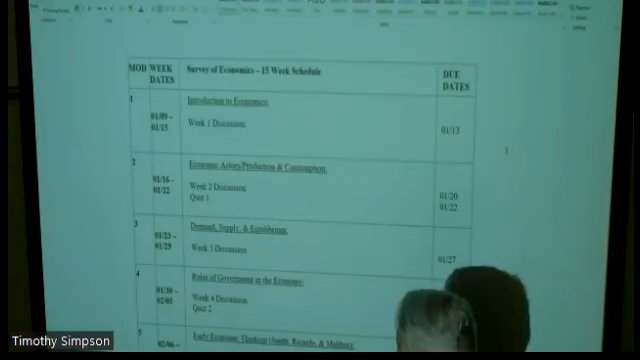 MOD WEEK DATES
Survey of Economics – 15 Week Schedule
DUE DATES
1
01/09 –
01/15
Introduction to Economics:
Week 1 Discussion
01/13
2
01/16 -
01/22
Economic Actors/Production & Consumption:
Week 2 Discussion
Quiz 1
01/20
01/22
3
01/23 –
01/29
Demand, Supply, & Equilibrium:
Week 3 Discussion
01/27
4
01/30 –
02/05
Roles of Government in the Economy:
Week 4 Discussion
Quiz 2
5
02/06 –
Early Economic Thinking (Smith, Ricardo, & Malthus):
Timothy Simpson